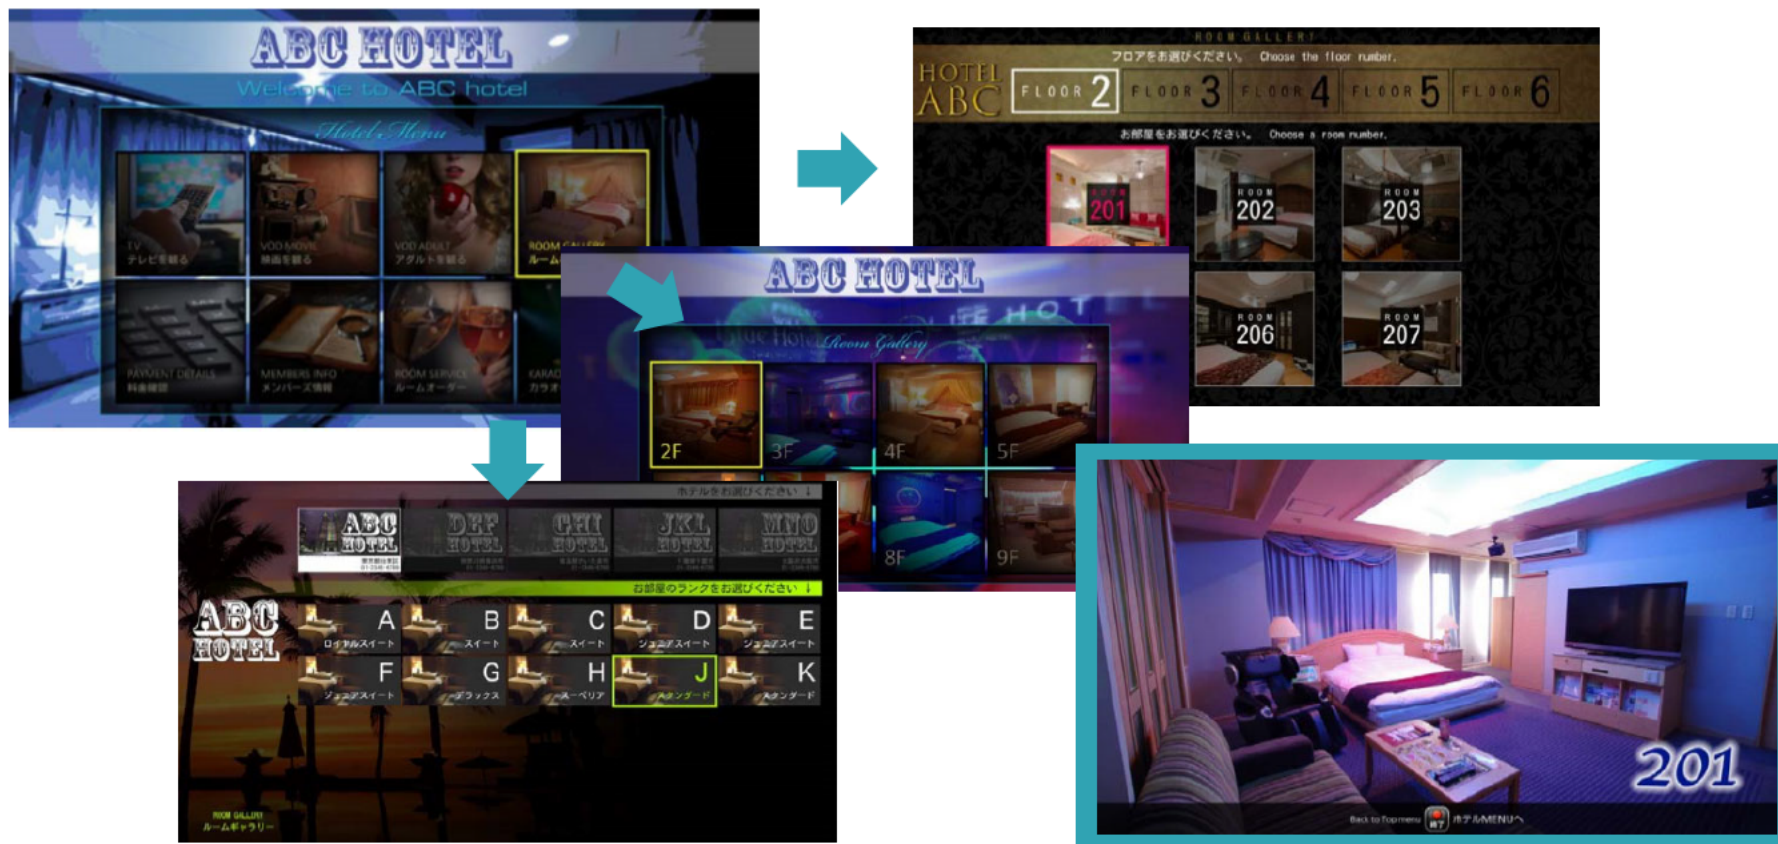 ABC HOTEL
Welcome to ABC hotel
Hotel Menu
TV
テレビを観る
VOD MOVIE
映画を観る
VOD ADULT
アダルトを観る
ROOM GALLERY
ルーム
PAYMENT DETAILS
料金確認
MEMBERS INFO
メンバーズ情報
ROOM SERVICE
ルームオーダー
KARAO
カラオ
ROOM GALLERY
フロアをお選びください。 Choose the floor number.
HOTEL
ABC
FLOOR 2
FLOOR 3
FLOOR 4
FLOOR 5
FLOOR 6
お部屋をお選びください。 Choose a room number.
ROOM
201
ROOM
202
ROOM
203
ROOM
206
ROOM
207
ABC HOTEL
Room Gallery
2F
3F
4F
5F
8F
9F
ホテルをお選びください ↓
ABC
HOTEL
DEF
HOTEL
GHI
HOTEL
JKL
HOTEL
MNO
HOTEL
お部屋のランクをお選びください ↓
ABC
HOTEL
A
ロイヤルスイート
B
スイート
C
スイート
D
ジュニアスイート
E
ジュニアスイート
F
ジュニアスイート
G
デラックス
H
スーペリア
J
スタンダード
K
スタンダード
ROOM GALLERY
ルームギャラリー
201
Back to Top menu 終了 ホテルMENUへ